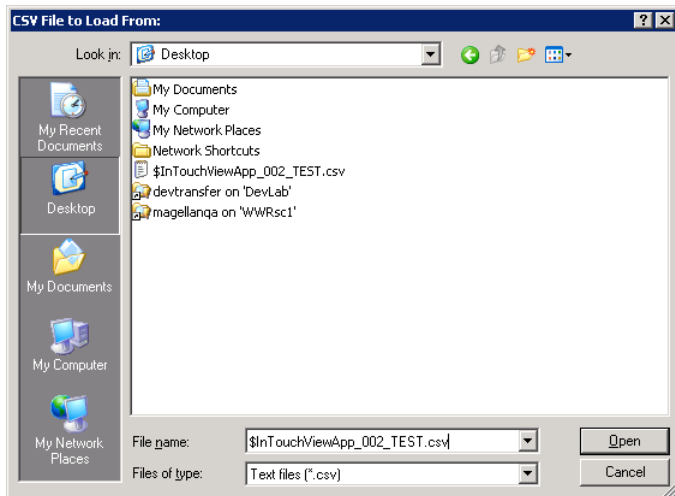 CSV File to Load From:
Look in:
Desktop
My Recent
Documents
Desktop
My Documents
My Computer
My Network
Places
My Documents
My Computer
My Network Places
Network Shortcuts
$InTouchViewApp_002_TEST.csv
devtransfer on 'DevLab'
magellanqa on 'WWRsc1'
File name:
$InTouchViewApp_002_TEST.csv
Open
Files of type:
Text files (*.csv)
Cancel